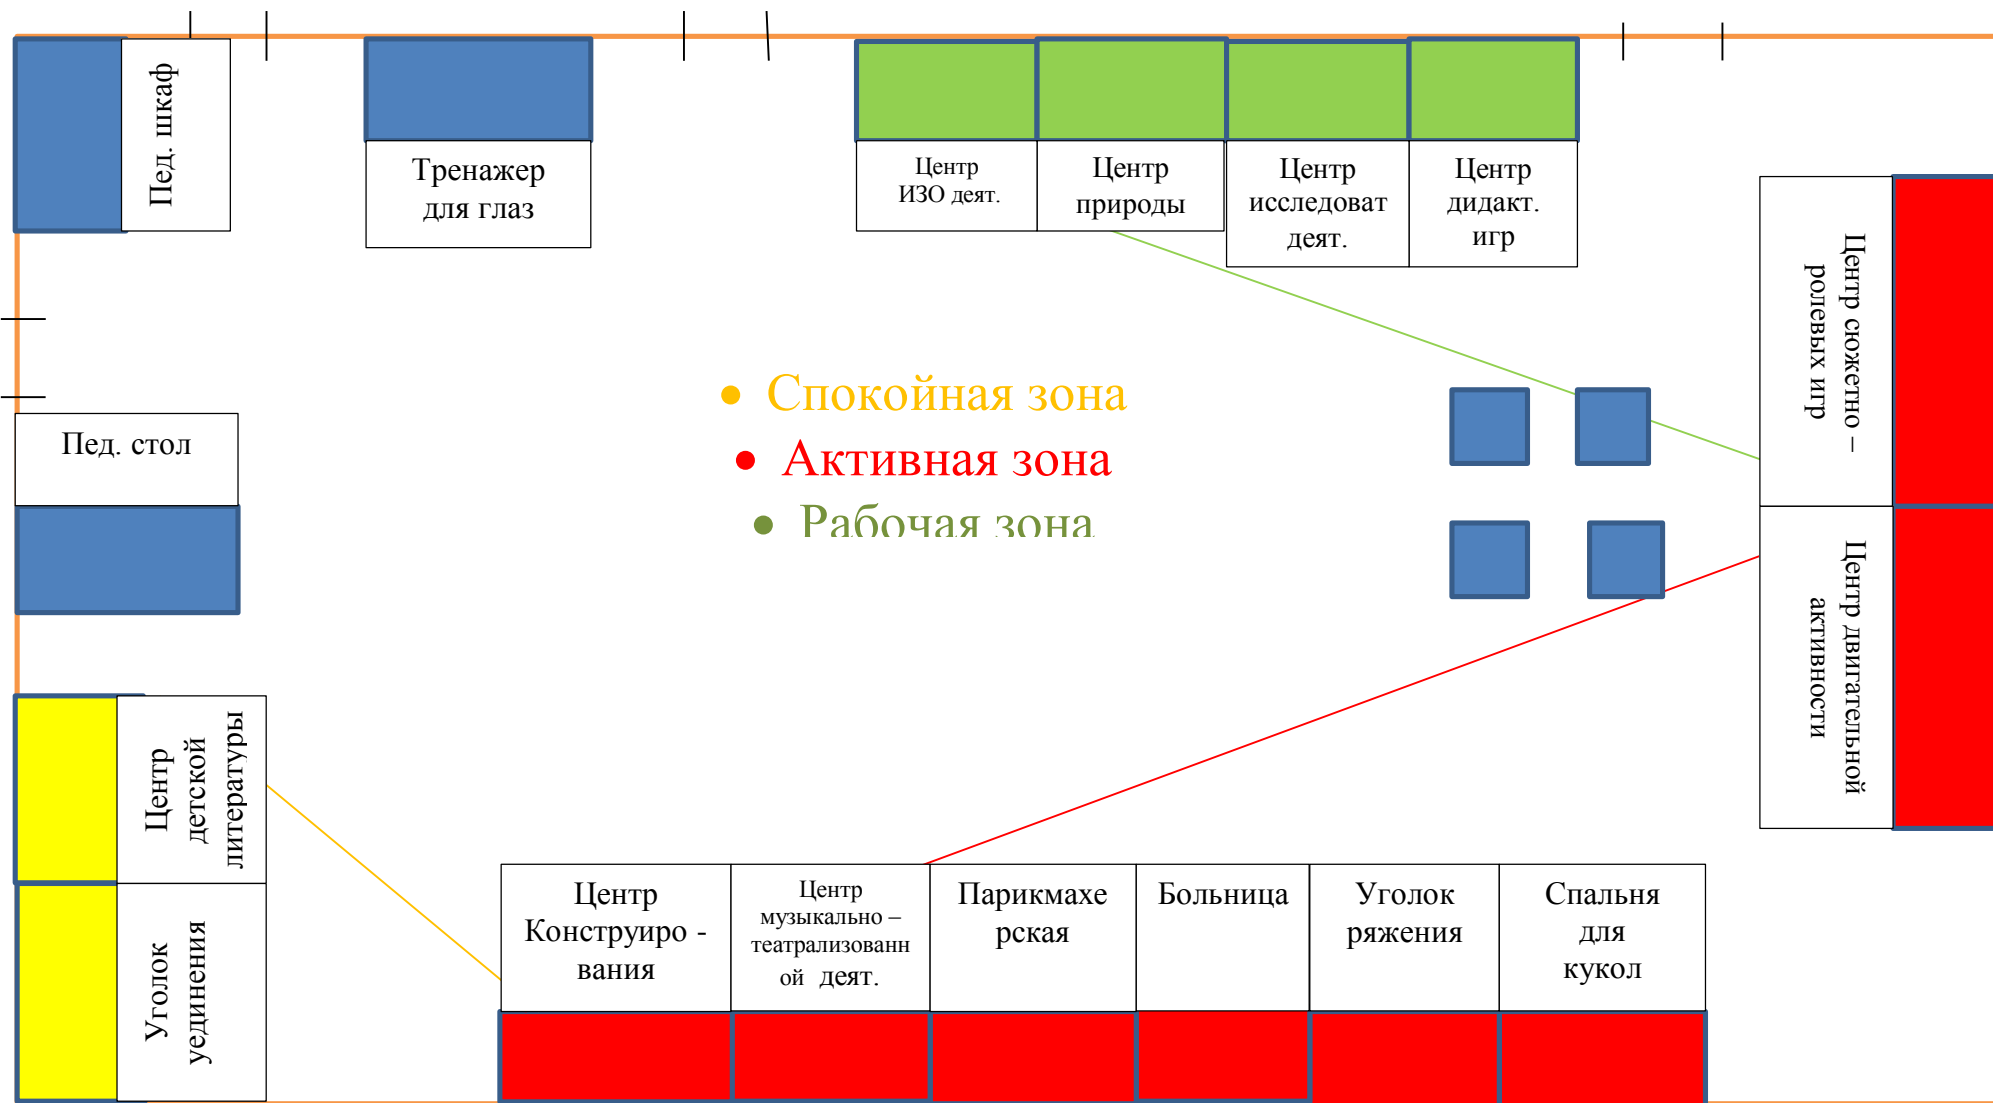 Пед. шкаф
Тренажер
для глаз
Центр
ИЗО деят.
Центр
природы
Центр
исследоват
деят.
Центр
дидакт.
игр
Центр сюжетно –
ролевых игр
• Спокойная зона
• Активная зона
• Рабочая зона
Пед. стол
Центр двигательной
активности
Центр
детской
литературы
Уголок
уединения
Центр
Конструиро -
вания
Центр
музыкально –
театрализованн
ой деят.
Парикмахе
рская
Больница
Уголок
ряжения
Спальня
для
кукол